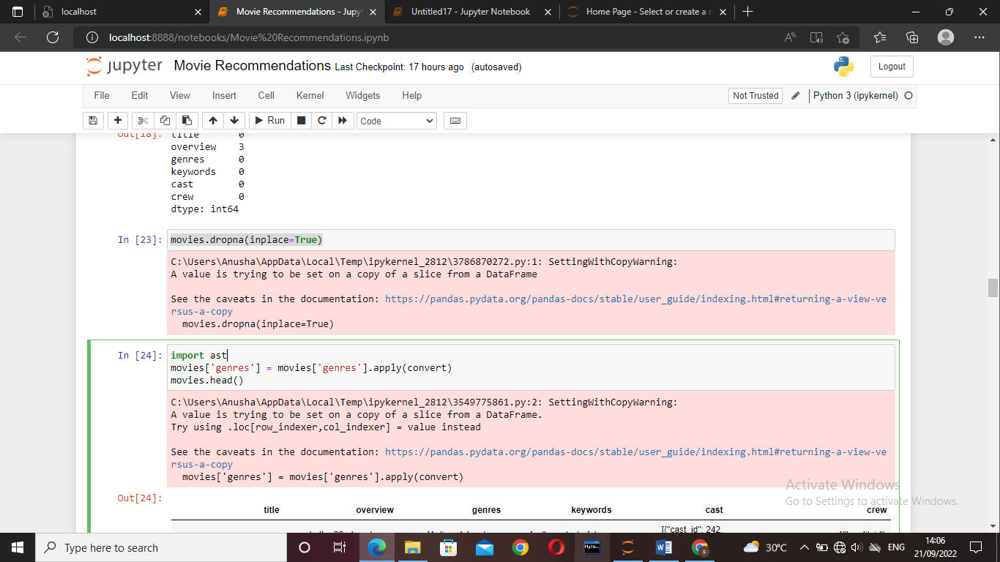 localhost
Movie Recommendations - Jupyt
Untitled17 - Jupyter Notebook
Home Page - Select or create a n
localhost:8888/notebooks/Movie%20Recommendations.ipynb
jupyter Movie Recommendations Last Checkpoint: 17 hours ago (autosaved)
Logout
File Edit View Insert Cell Kernel Widgets Help
Not Trusted
Python 3 (ipykernel)
Run
Code
Out[18]: title 0
overview 3
genres 0
keywords 0
cast 0
crew 0
dtype: int64
In [23]: movies.dropna(inplace=True)
C:\Users\Anusha\AppData\Local\Temp\ipykernel_2812\3786870272.py:1: SettingWithCopyWarning:
A value is trying to be set on a copy of a slice from a DataFrame
See the caveats in the documentation: https://pandas.pydata.org/pandas-docs/stable/user_guide/indexing.html#returning-a-view-ve
rsus-a-copy
movies.dropna(inplace=True)
In [24]: import ast
movies['genres'] = movies['genres'].apply(convert)
movies.head()
C:\Users\Anusha\AppData\Local\Temp\ipykernel_2812\3549775861.py:2: SettingWithCopyWarning:
A value is trying to be set on a copy of a slice from a DataFrame.
Try using .loc[row_indexer,col_indexer] = value instead
See the caveats in the documentation: https://pandas.pydata.org/pandas-docs/stable/user_guide/indexing.html#returning-a-view-ve
rsus-a-copy
movies['genres'] = movies['genres'].apply(convert)
Activate Windows
Go to Settings to activate Windows.
Out[24]:
title overview genres keywords cast crew
[{"cast_id": 242,
Type here to search
MySQL
30°C
ENG
14:06
21/09/2022